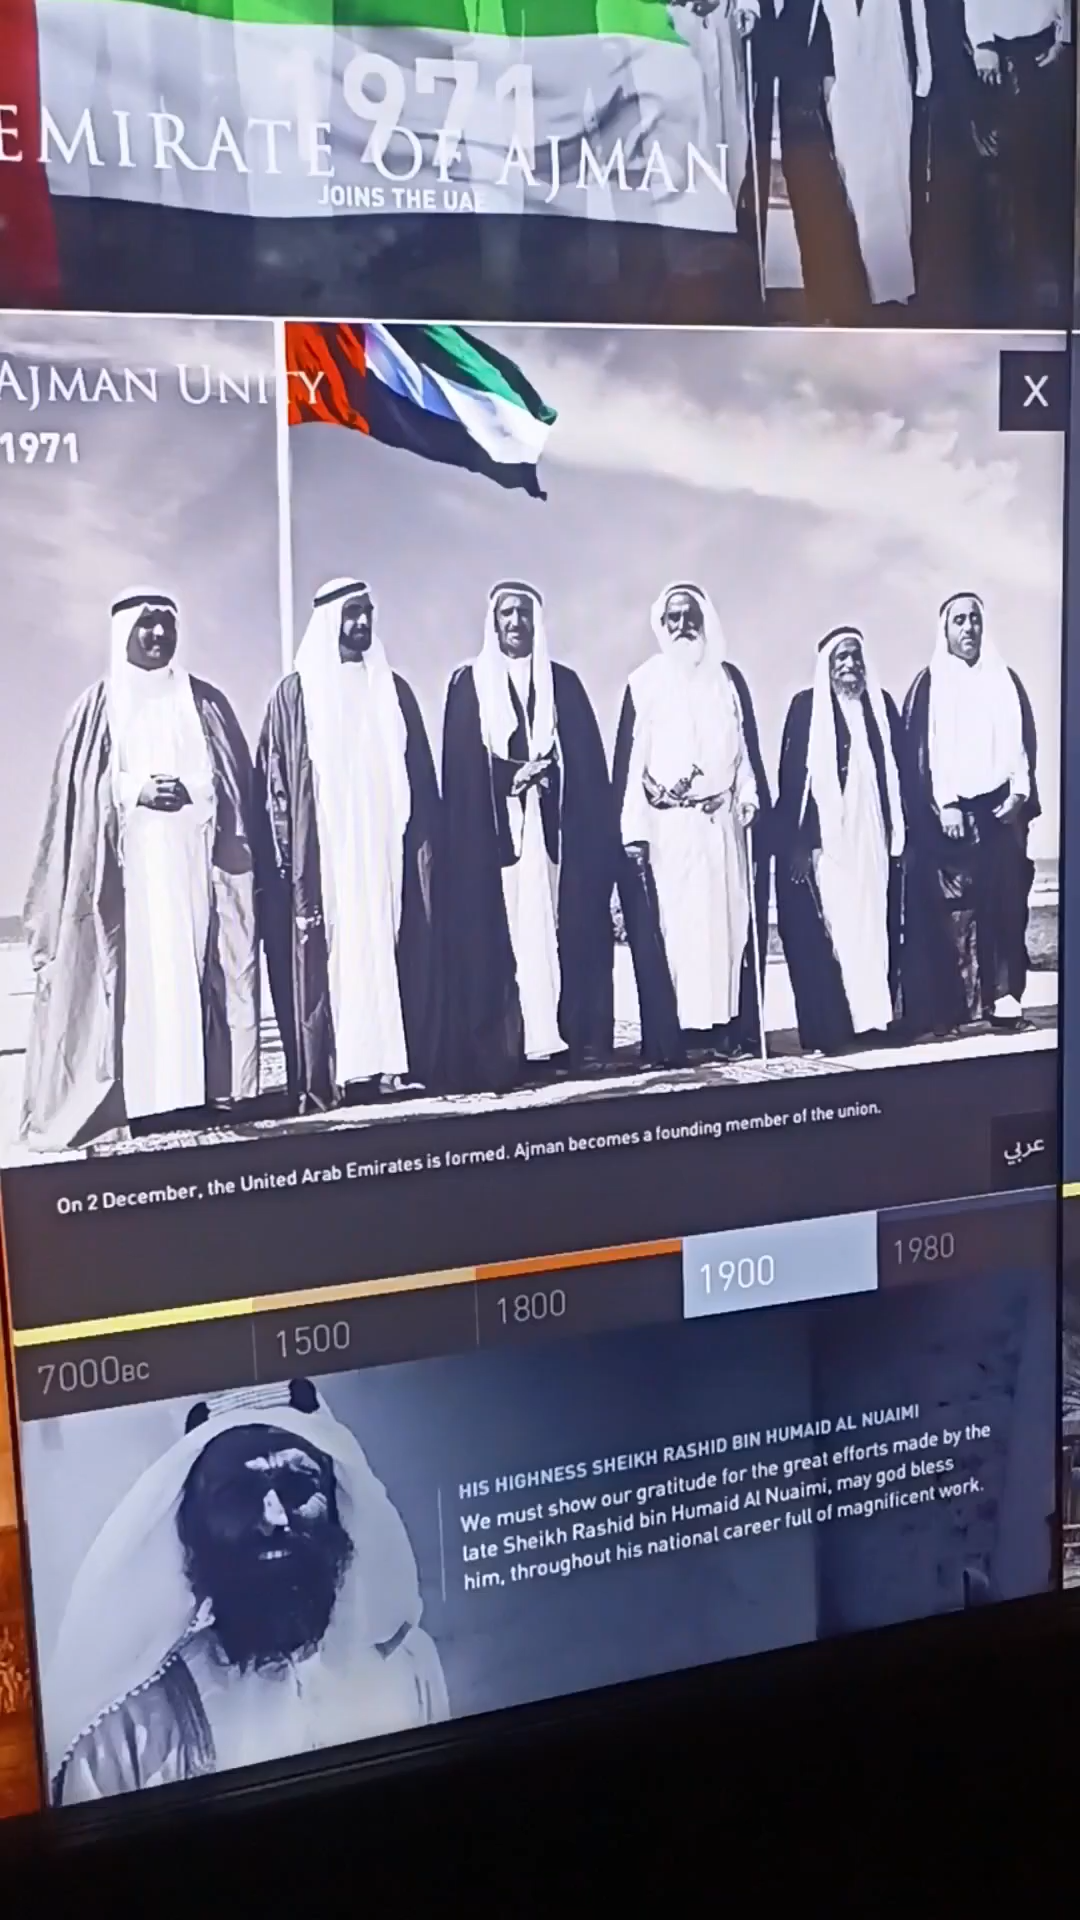 1971
EMIRATE OF AJMAN
JOINS THE UAE
AJMAN UNITY
1971
X
On 2 December, the United Arab Emirates is formed. Ajman becomes a founding member of the union.
عربي
7000BC
1500
1800
1900
1980
HIS HIGHNESS SHEIKH RASHID BIN HUMAID AL NUAIMI
We must show our gratitude for the great efforts made by the
late Sheikh Rashid bin Humaid Al Nuaimi, may god bless
him, throughout his national career full of magnificent work.